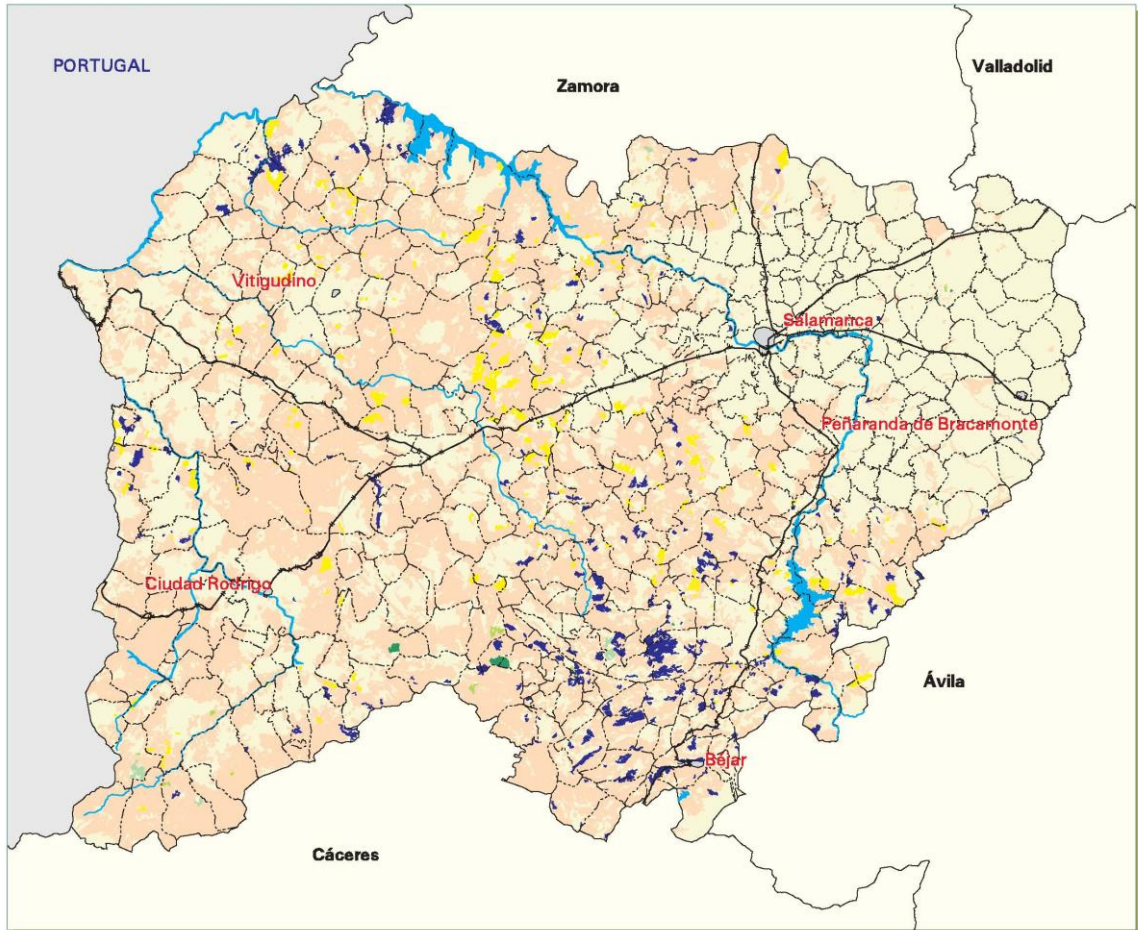 PORTUGAL
Valladolid
Zamora
Vitigudino
Salamanca
Peñaranda de Bracamonte
Ciudad Rodrigo
Ávila
Béjar
Cáceres